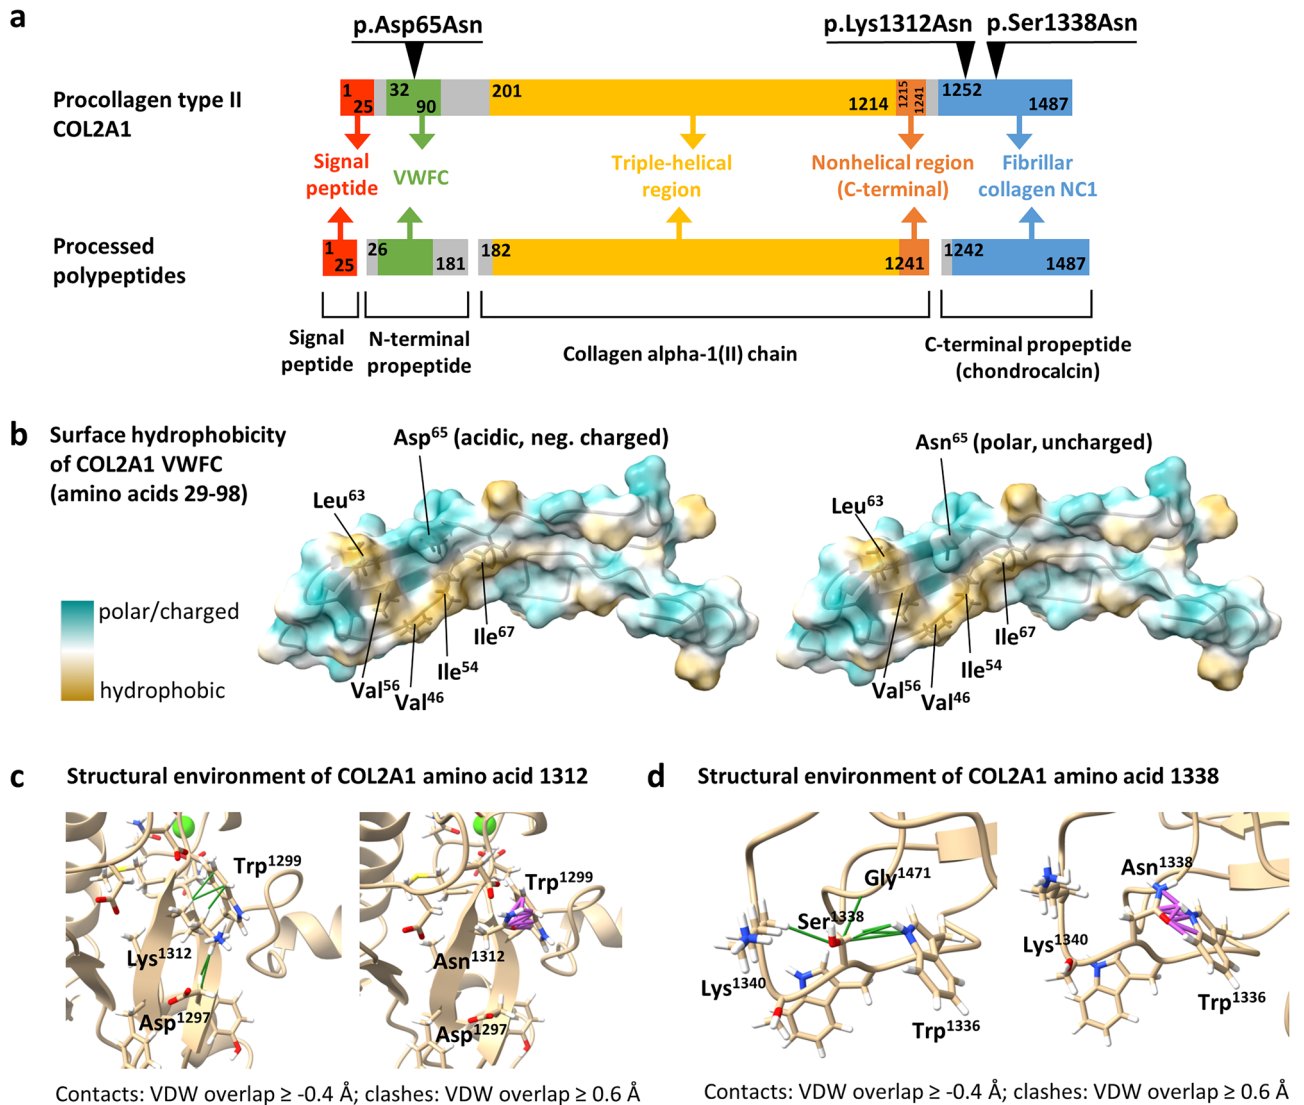 a
p.Asp65Asn
p.Lys1312Asn
p.Ser1338Asn
Procollagen type II
COL2A1
1
25
32
90
201
1214
1215
1241
1252
1487
Signal
peptide
VWFC
Triple-helical
region
Nonhelical region
(C-terminal)
Fibrillar
collagen NC1
Processed
polypeptides
1
25
26
181
182
1241
1242
1487
Signal
peptide
N-terminal
propeptide
Collagen alpha-1(II) chain
C-terminal propeptide
(chondrocalcin)
b
Surface hydrophobicity
of COL2A1 VWFC
(amino acids 29-98)
polar/charged
hydrophobic
Asp⁶⁵ (acidic, neg. charged)
Leu⁶³
Ile⁶⁷
Ile⁵⁴
Val⁵⁶
Val⁴⁶
Asn⁶⁵ (polar, uncharged)
Leu⁶³
Ile⁶⁷
Ile⁵⁴
Val⁵⁶
Val⁴⁶
c
Structural environment of COL2A1 amino acid 1312
Trp¹²⁹⁹
Lys¹³¹²
Asp¹²⁹⁷
Trp¹²⁹⁹
Asn¹³¹²
Asp¹²⁹⁷
Contacts: VDW overlap ≥ -0.4 Å; clashes: VDW overlap ≥ 0.6 Å
d
Structural environment of COL2A1 amino acid 1338
Gly¹⁴⁷¹
Ser¹³³⁸
Lys¹³⁴⁰
Trp¹³³⁶
Asn¹³³⁸
Lys¹³⁴⁰
Trp¹³³⁶
Contacts: VDW overlap ≥ -0.4 Å; clashes: VDW overlap ≥ 0.6 Å